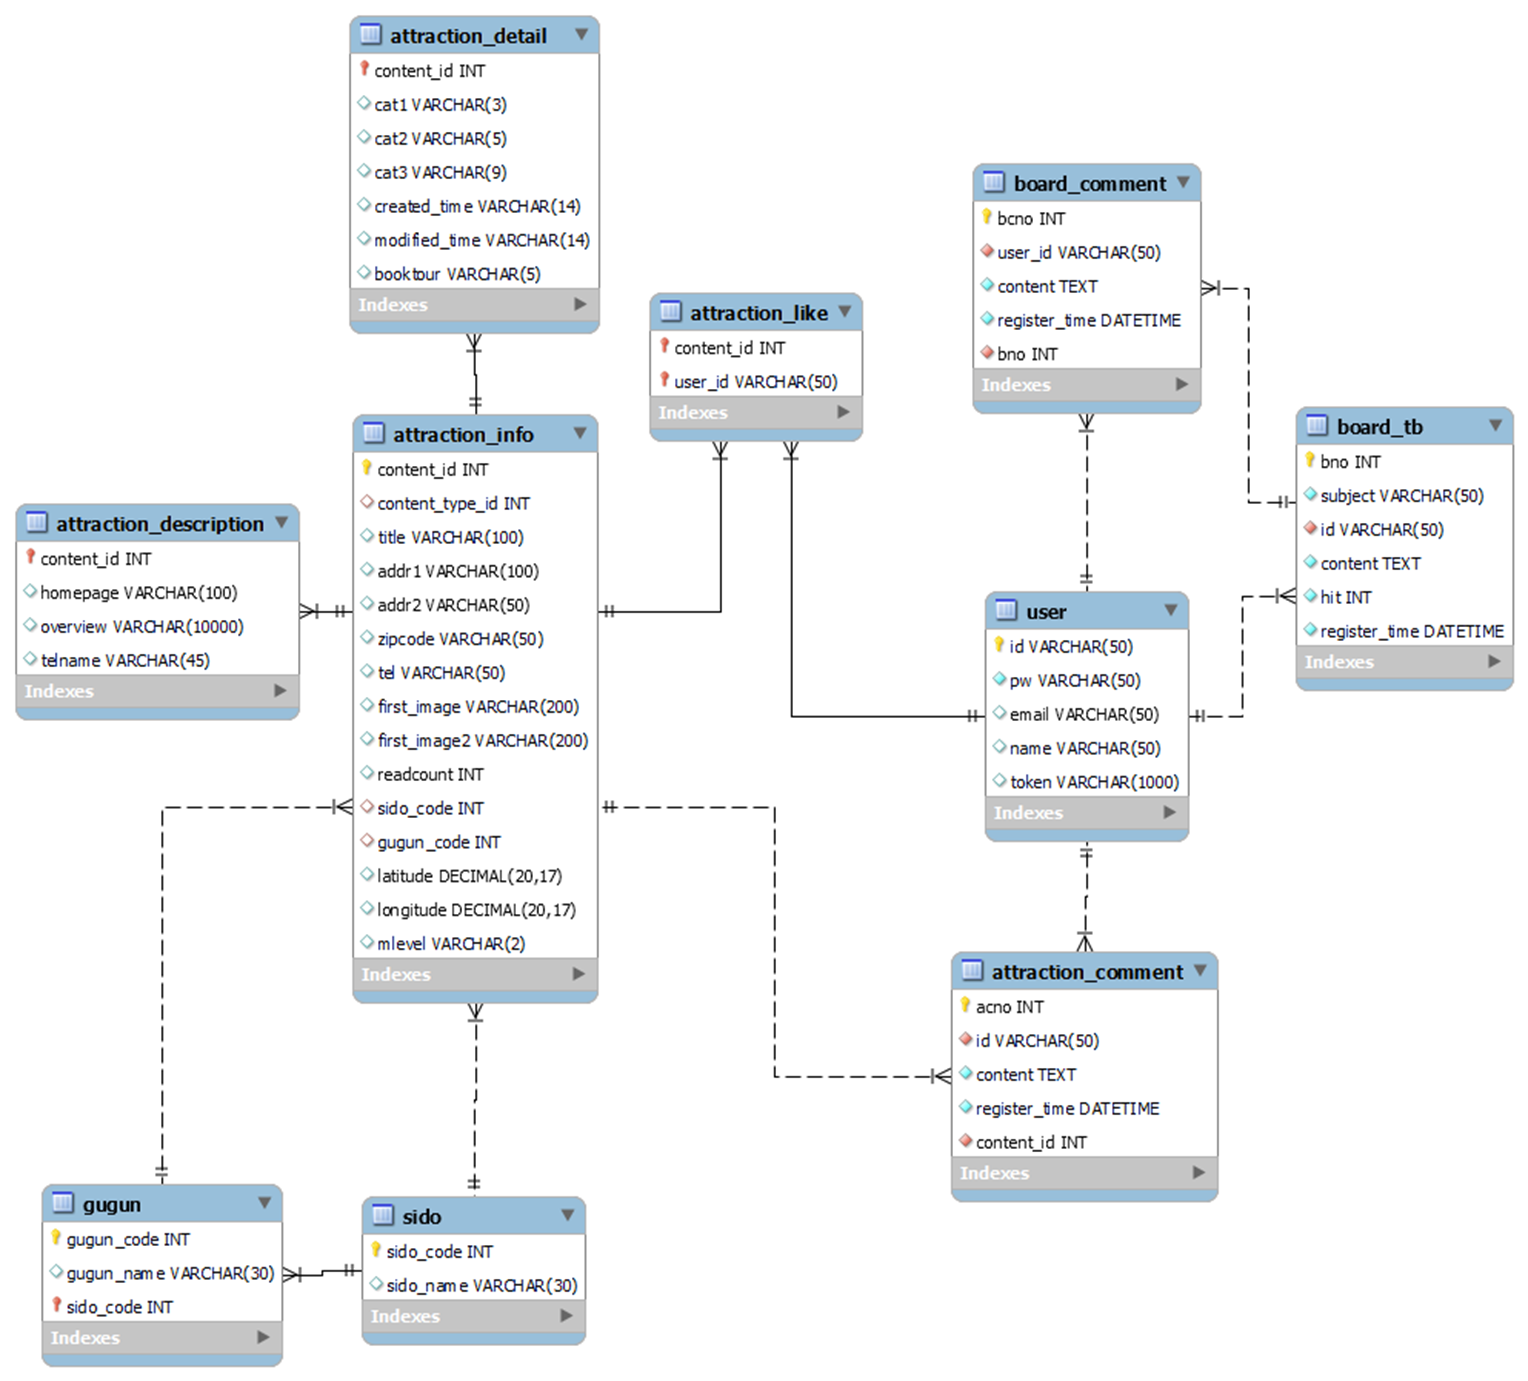 attraction_detail
content_id INT
cat1 VARCHAR(3)
cat2 VARCHAR(5)
cat3 VARCHAR(9)
created_time VARCHAR(14)
modified_time VARCHAR(14)
booktour VARCHAR(5)
Indexes
board_comment
bcno INT
user_id VARCHAR(50)
content TEXT
register_time DATETIME
bno INT
Indexes
attraction_like
content_id INT
user_id VARCHAR(50)
Indexes
board_tb
bno INT
subject VARCHAR(50)
id VARCHAR(50)
content TEXT
hit INT
register_time DATETIME
Indexes
attraction_info
content_id INT
content_type_id INT
title VARCHAR(100)
addr1 VARCHAR(100)
addr2 VARCHAR(50)
zipcode VARCHAR(50)
tel VARCHAR(50)
first_image VARCHAR(200)
first_image2 VARCHAR(200)
readcount INT
sido_code INT
gugun_code INT
latitude DECIMAL(20,17)
longitude DECIMAL(20,17)
mlevel VARCHAR(2)
Indexes
attraction_description
content_id INT
homepage VARCHAR(100)
overview VARCHAR(10000)
telname VARCHAR(45)
Indexes
user
id VARCHAR(50)
pw VARCHAR(50)
email VARCHAR(50)
name VARCHAR(50)
token VARCHAR(1000)
Indexes
attraction_comment
acno INT
id VARCHAR(50)
content TEXT
register_time DATETIME
content_id INT
Indexes
gugun
gugun_code INT
gugun_name VARCHAR(30)
sido_code INT
Indexes
sido
sido_code INT
sido_name VARCHAR(30)
Indexes